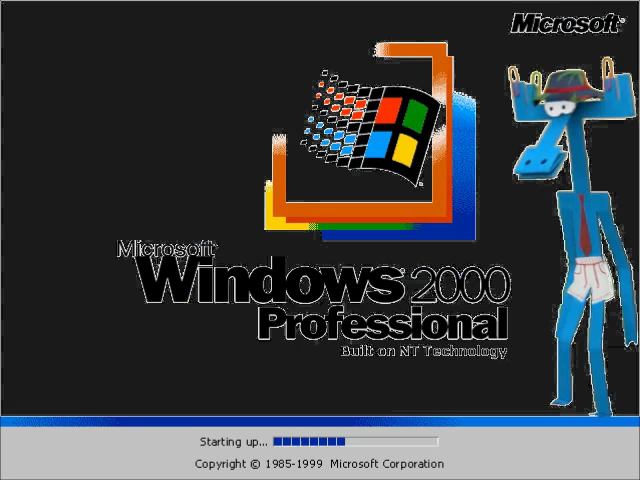 Microsoft®
Microsoft®
Windows® 2000
Professional
Built on NT Technology
Starting up...
Copyright © 1985-1999 Microsoft Corporation